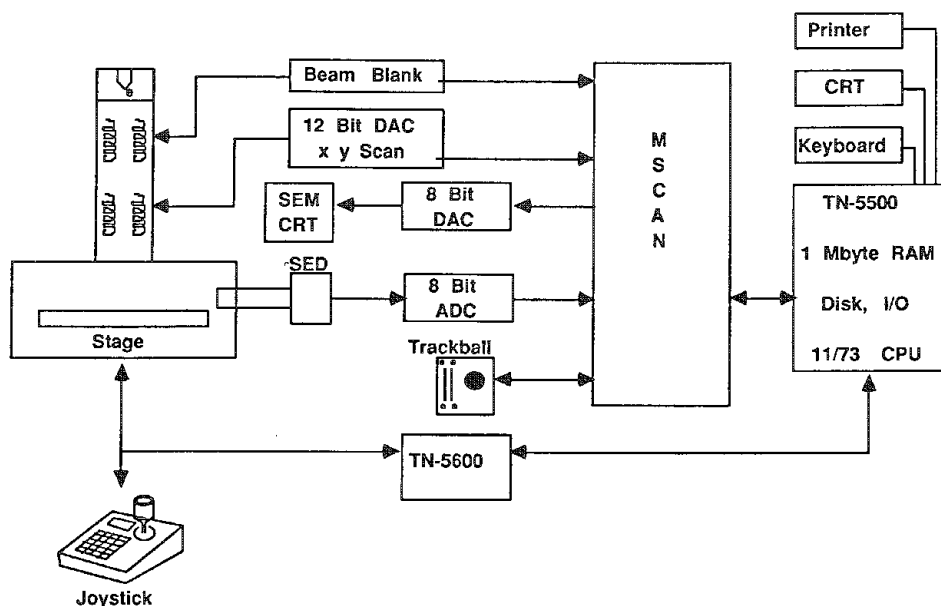 Printer
Beam Blank
CRT
12 Bit DAC
x y Scan
Keyboard
MSCAN
SEM
CRT
8 Bit
DAC
TN-5500
1 Mbyte RAM
Disk, I/O
11/73 CPU
SED
8 Bit
ADC
Stage
Trackball
TN-5600
Joystick